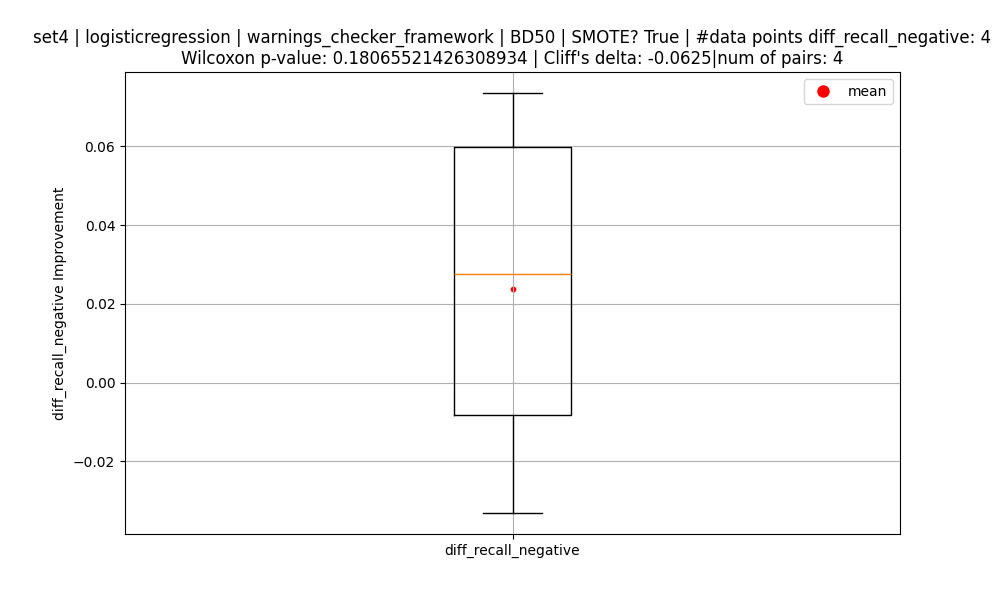 set4 | logisticregression | warnings_checker_framework | BD50 | SMOTE? True | #data points diff_recall_negative: 4
Wilcoxon p-value: 0.18065521426308934 | Cliff's delta: -0.0625|num of pairs: 4
mean
0.06
0.04
0.02
0.00
−0.02
diff_recall_negative Improvement
diff_recall_negative